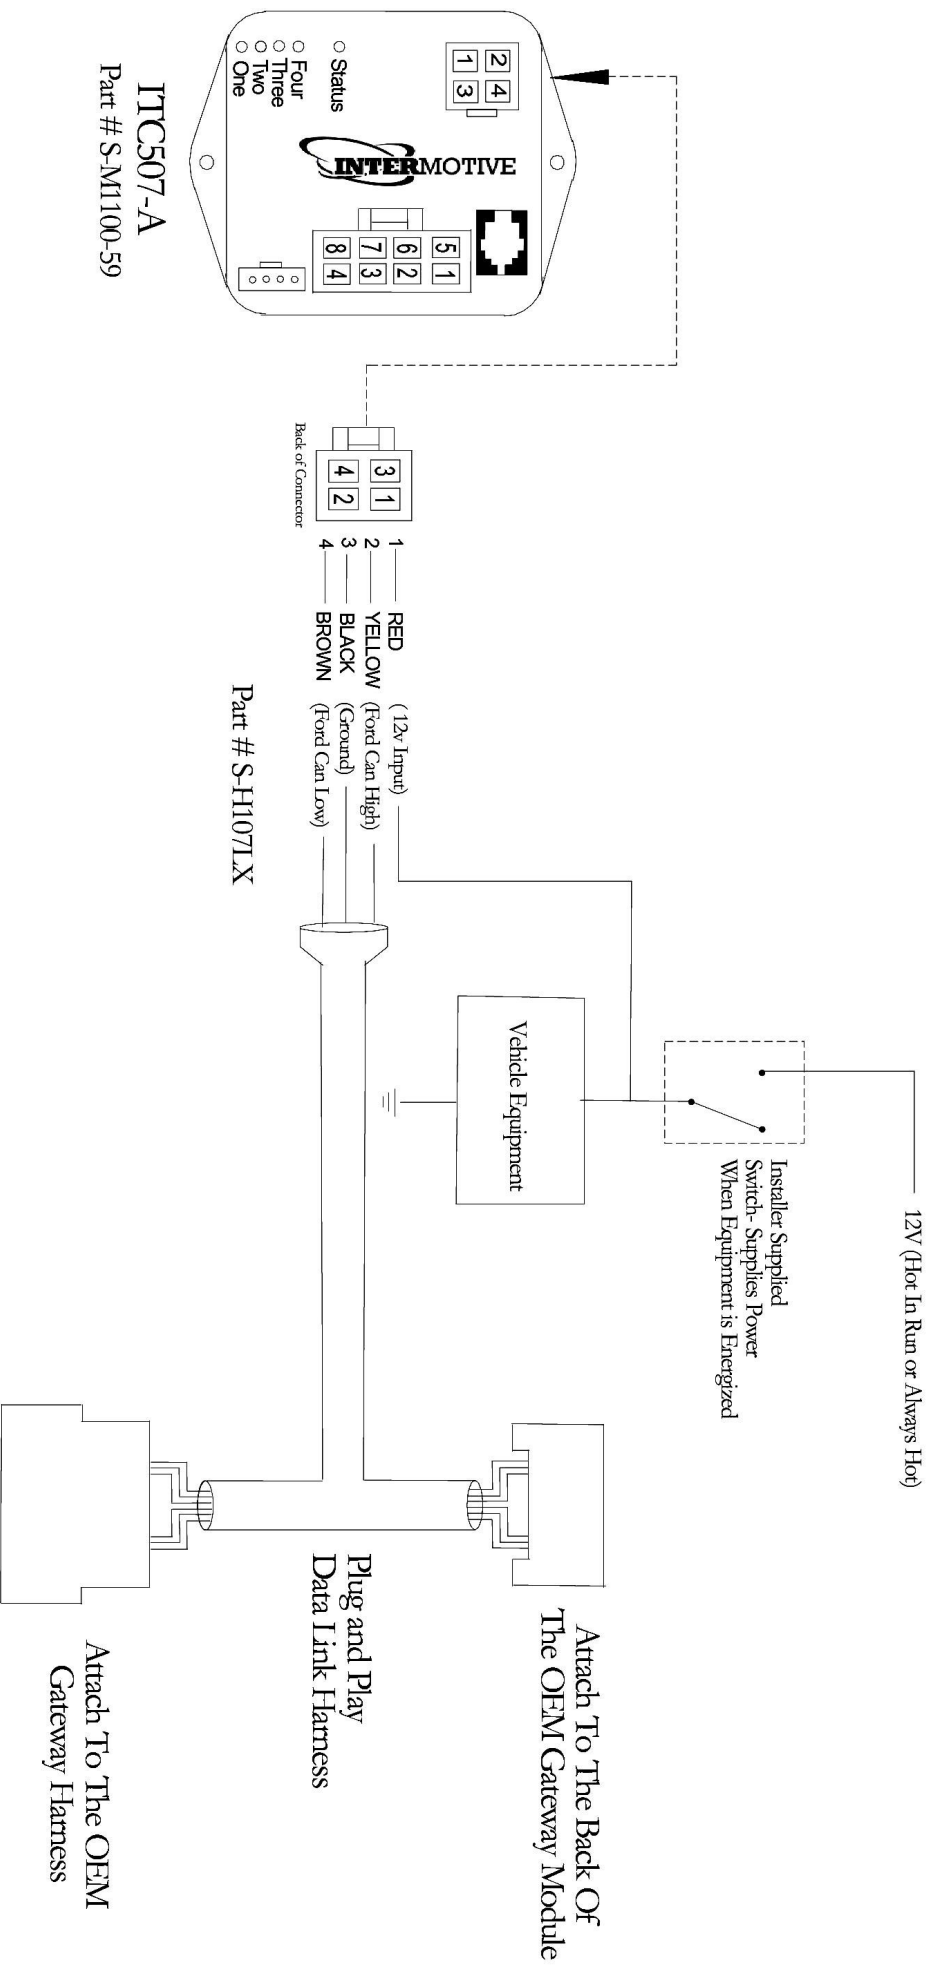 12V (Hot In Run or Always Hot)
Installer Supplied
Switch- Supplies Power
When Equipment is Energized
Vehicle Equipment
2 4
1 3
Status
Four
Three
Two
One
INTERMOTIVE
5 1
6 2
7 3
8 4
ITC507-A
Part # S-M1100-59
3 1
4 2
Back of Connector
1 RED (12v Input)
2 YELLOW (Ford Can High)
3 BLACK (Ground)
4 BROWN (Ford Can Low)
Part # S-H107LX
Attach To The Back Of
The OEM Gateway Module
Plug and Play
Data Link Harness
Attach To The OEM
Gateway Harness